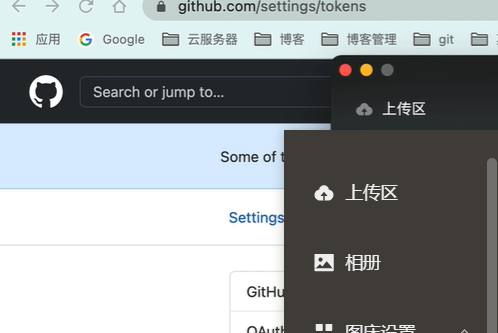 github.com/settings/tokens
应用 Google 云服务器 博客 博客管理 git
Search or jump to...
上传区
Some of t
上传区
Settings
相册
GitHu
图床设置
OAuth